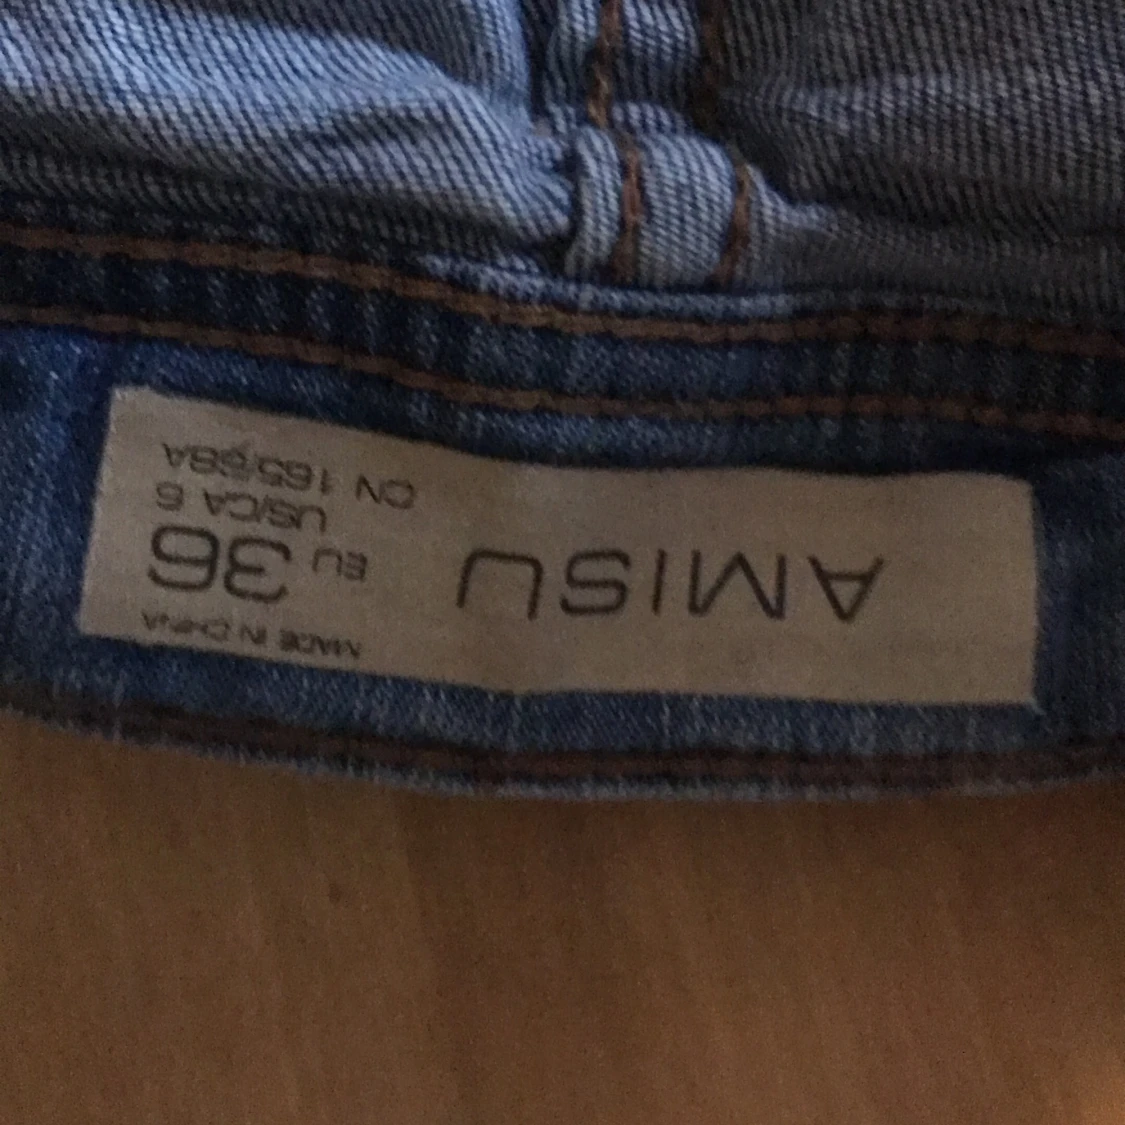 AMISU
MADE IN CHINA
EU 36
US/CA 6
CN 165/68A